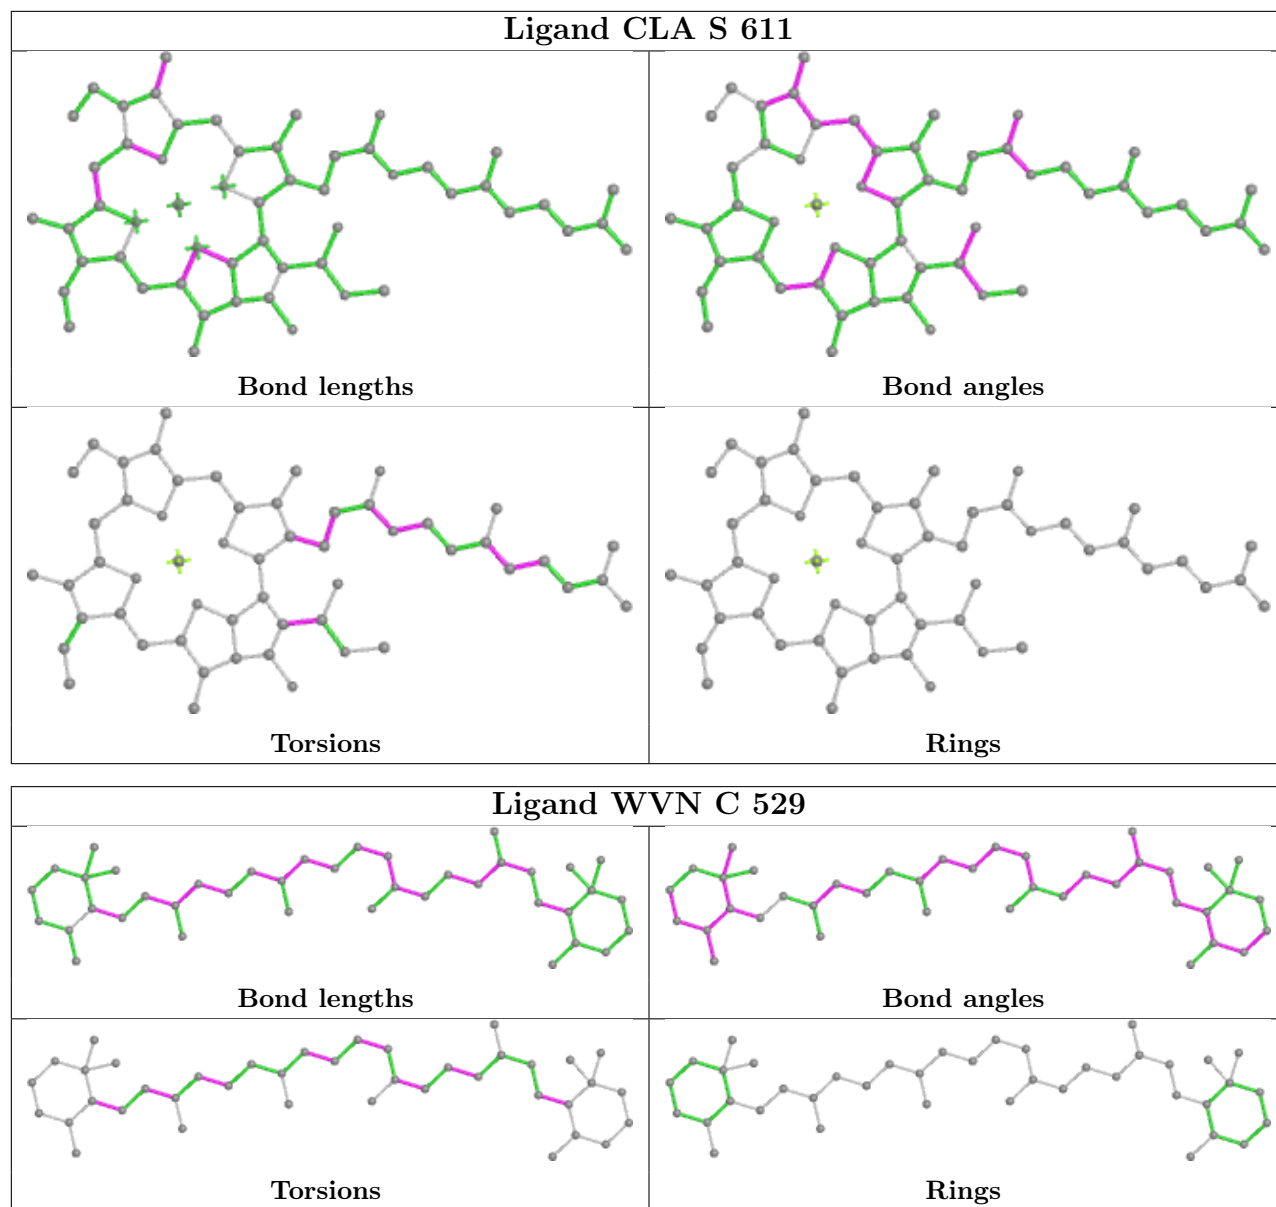 Ligand CLA S 611
Bond lengths
Bond angles
Torsions
Rings
Ligand WVN C 529
Bond lengths
Bond angles
Torsions
Rings